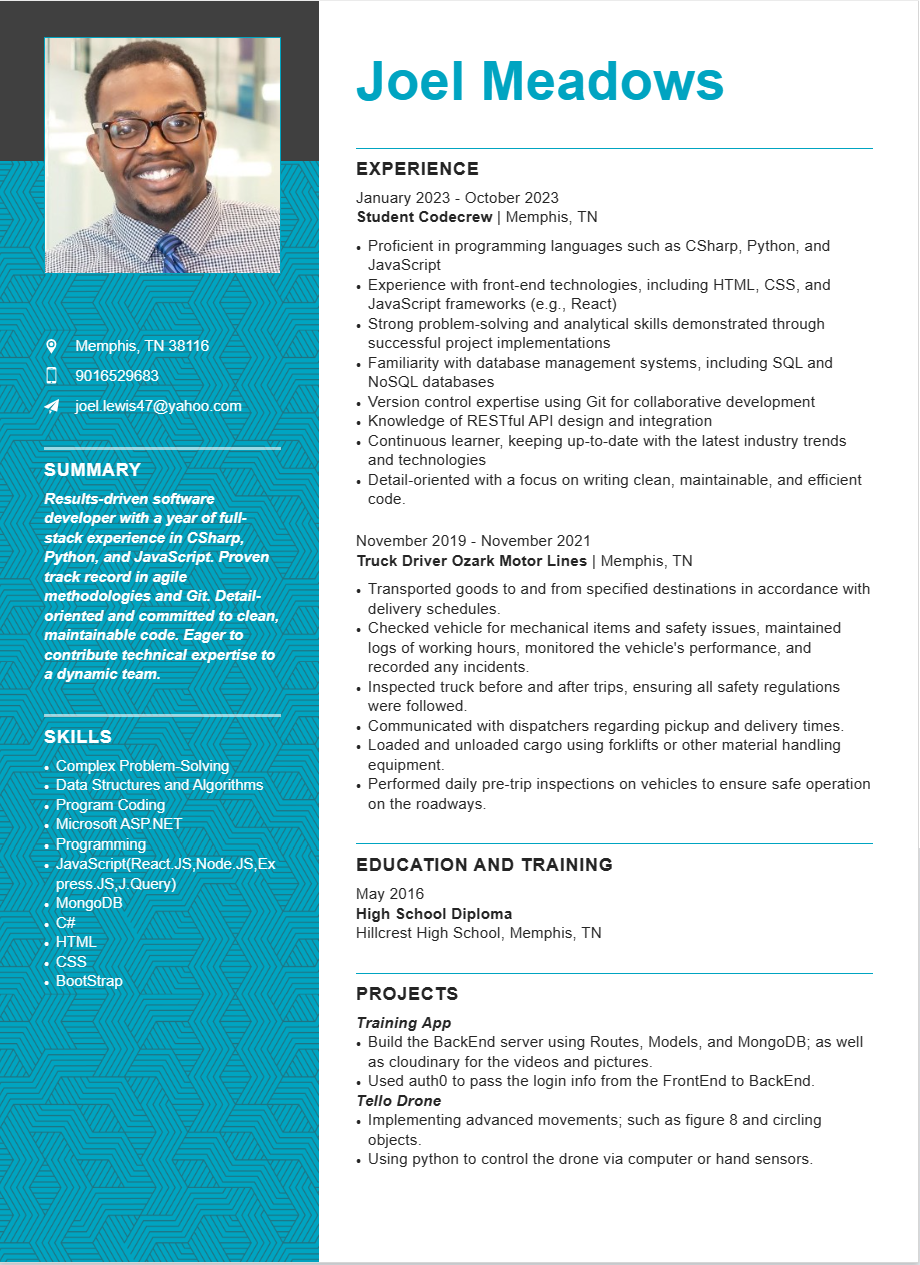 Joel Meadows
Memphis, TN 38116
9016529683
joel.lewis47@yahoo.com
SUMMARY
Results-driven software
developer with a year of full-
stack experience in CSharp,
Python, and JavaScript. Proven
track record in agile
methodologies and Git. Detail-
oriented and committed to clean,
maintainable code. Eager to
contribute technical expertise to
a dynamic team.
SKILLS
• Complex Problem-Solving
• Data Structures and Algorithms
• Program Coding
• Microsoft ASP.NET
• Programming
• JavaScript(React.JS,Node.JS,Ex
press.JS,J.Query)
• MongoDB
• C#
• HTML
• CSS
• BootStrap
EXPERIENCE
January 2023 - October 2023
Student Codecrew | Memphis, TN
• Proficient in programming languages such as CSharp, Python, and
JavaScript
• Experience with front-end technologies, including HTML, CSS, and
JavaScript frameworks (e.g., React)
• Strong problem-solving and analytical skills demonstrated through
successful project implementations
• Familiarity with database management systems, including SQL and
NoSQL databases
• Version control expertise using Git for collaborative development
• Knowledge of RESTful API design and integration
• Continuous learner, keeping up-to-date with the latest industry trends
and technologies
• Detail-oriented with a focus on writing clean, maintainable, and efficient
code.
November 2019 - November 2021
Truck Driver Ozark Motor Lines | Memphis, TN
• Transported goods to and from specified destinations in accordance with
delivery schedules.
• Checked vehicle for mechanical items and safety issues, maintained
logs of working hours, monitored the vehicle's performance, and
recorded any incidents.
• Inspected truck before and after trips, ensuring all safety regulations
were followed.
• Communicated with dispatchers regarding pickup and delivery times.
• Loaded and unloaded cargo using forklifts or other material handling
equipment.
• Performed daily pre-trip inspections on vehicles to ensure safe operation
on the roadways.
EDUCATION AND TRAINING
May 2016
High School Diploma
Hillcrest High School, Memphis, TN
PROJECTS
Training App
• Build the BackEnd server using Routes, Models, and MongoDB; as well
as cloudinary for the videos and pictures.
• Used auth0 to pass the login info from the FrontEnd to BackEnd.
Tello Drone
• Implementing advanced movements; such as figure 8 and circling
objects.
• Using python to control the drone via computer or hand sensors.